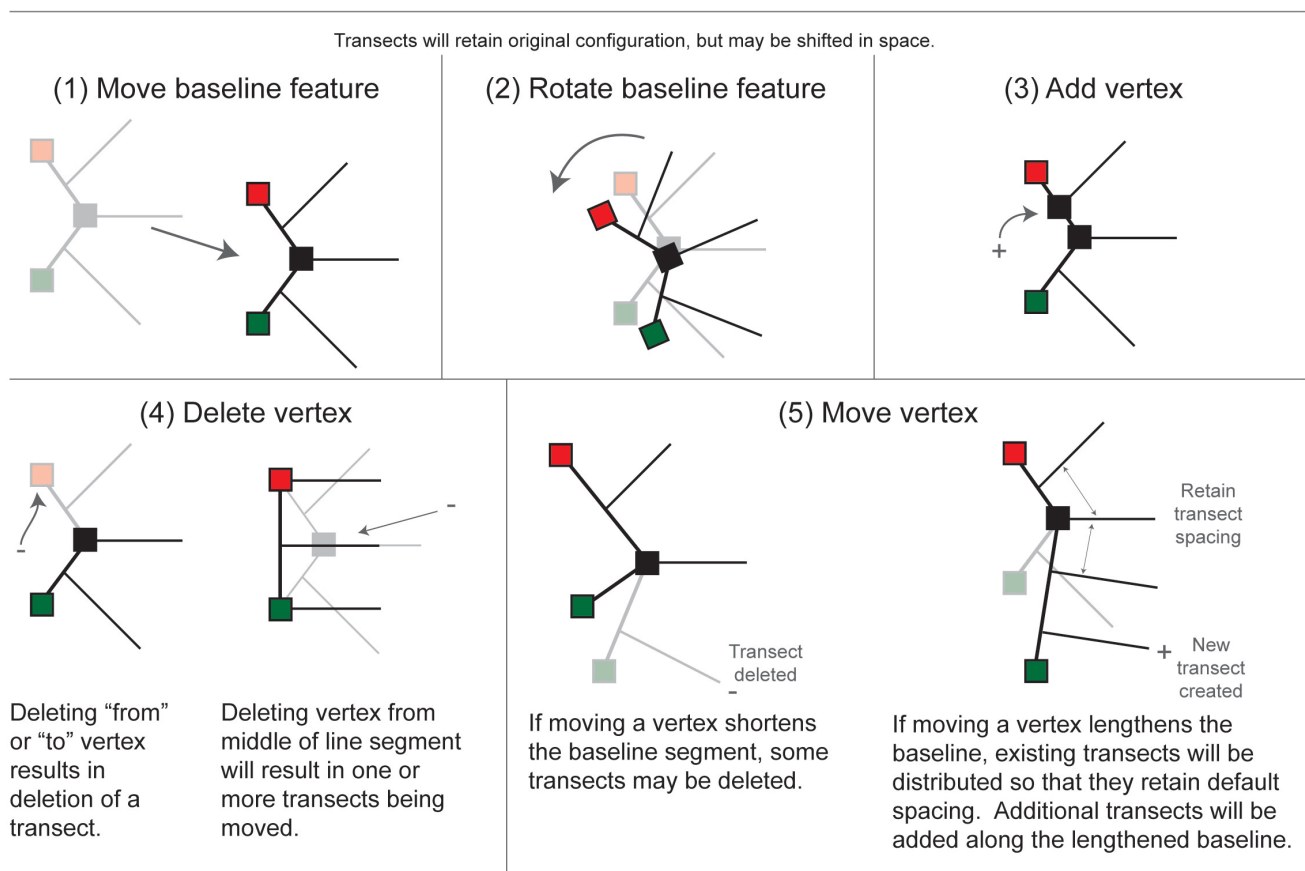 Transects will retain original configuration, but may be shifted in space.
(1) Move baseline feature
(2) Rotate baseline feature
(3) Add vertex
+
(4) Delete vertex
-
-
Deleting “from”
or “to” vertex
results in
deletion of a
transect.
Deleting vertex from
middle of line segment
will result in one or
more transects being
moved.
(5) Move vertex
Transect
deleted
-
If moving a vertex shortens
the baseline segment, some
transects may be deleted.
Retain
transect
spacing
+
New
transect
created
If moving a vertex lengthens the
baseline, existing transects will be
distributed so that they retain default
spacing.  Additional transects will be
added along the lengthened baseline.